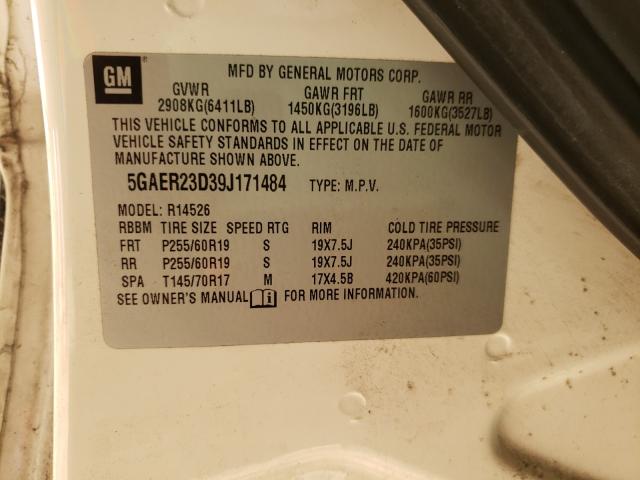 GM
MFD BY GENERAL MOTORS CORP.
GVWR GAWR FRT GAWR RR
2908KG(6411LB) 1450KG(3196LB) 1600KG(3527LB)
THIS VEHICLE CONFORMS TO ALL APPLICABLE U.S. FEDERAL MOTOR
VEHICLE SAFETY STANDARDS IN EFFECT ON THE DATE OF
MANUFACTURE SHOWN ABOVE.
5GAER23D39J171484 TYPE: M.P.V.
MODEL: R14526
RBBM TIRE SIZE SPEED RTG RIM COLD TIRE PRESSURE
FRT P255/60R19 S 19X7.5J 240KPA(35PSI)
RR P255/60R19 S 19X7.5J 240KPA(35PSI)
SPA T145/70R17 M 17X4.5B 420KPA(60PSI)
SEE OWNER'S MANUAL i FOR MORE INFORMATION.